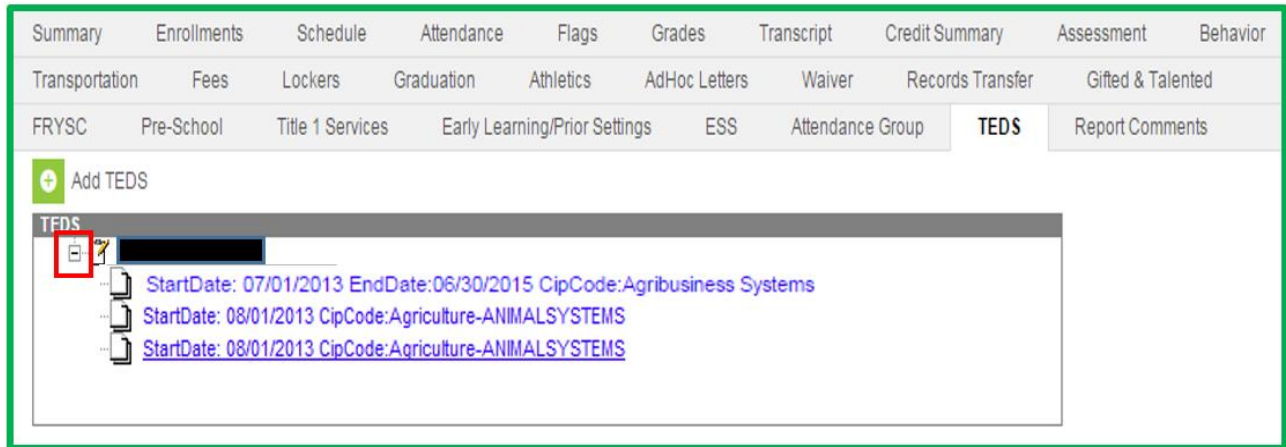 Summary Enrollments Schedule Attendance Flags Grades Transcript Credit Summary Assessment Behavior
Transportation Fees Lockers Graduation Athletics AdHoc Letters Waiver Records Transfer Gifted & Talented
FRYSC Pre-School Title 1 Services Early Learning/Prior Settings ESS Attendance Group TEDS Report Comments
Add TEDS
TEDS
StartDate: 07/01/2013 EndDate:06/30/2015 CipCode:Agribusiness Systems
StartDate: 08/01/2013 CipCode:Agriculture-ANIMALSYSTEMS
StartDate: 08/01/2013 CipCode:Agriculture-ANIMALSYSTEMS